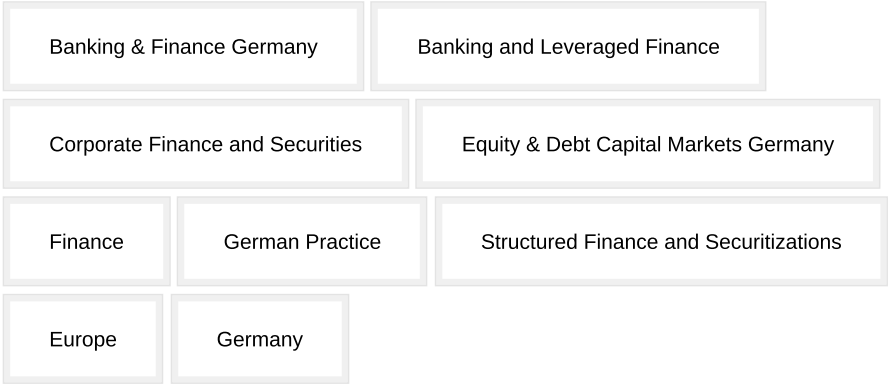 Banking & Finance Germany
Banking and Leveraged Finance
Corporate Finance and Securities
Equity & Debt Capital Markets Germany
Finance
German Practice
Structured Finance and Securitizations
Europe
Germany